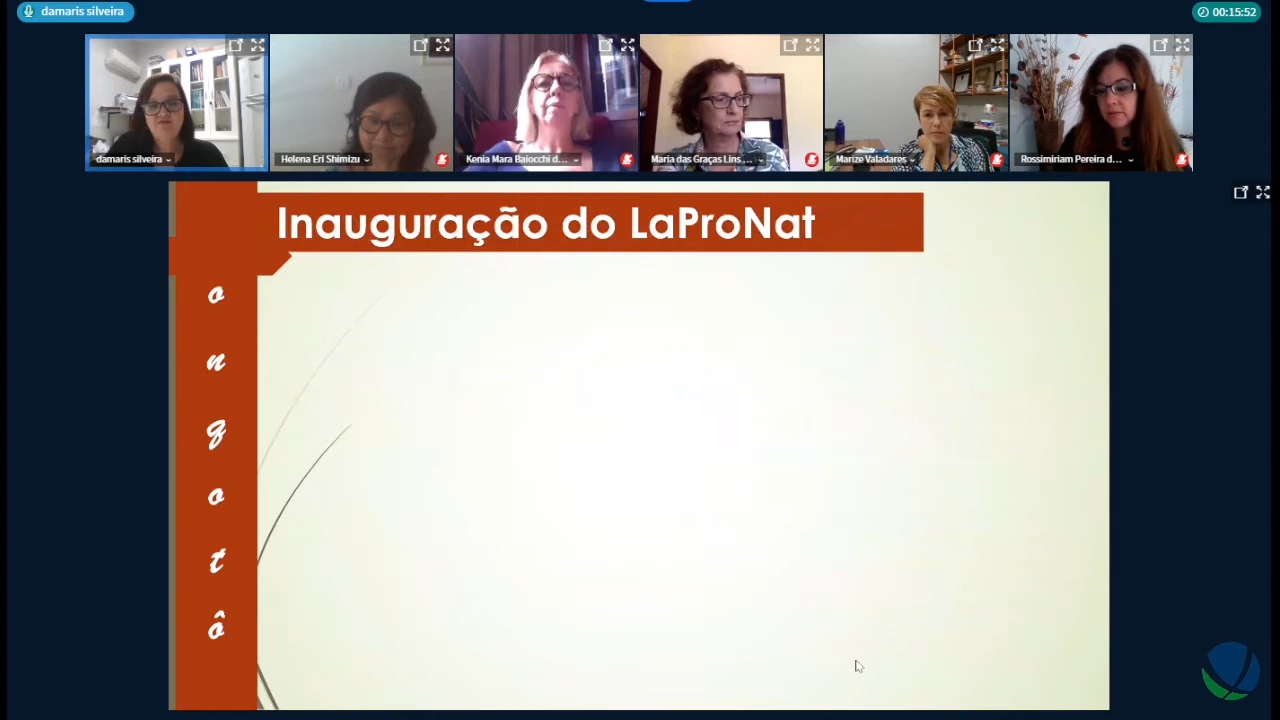 damaris silveira
00:15:52
damaris silveira
Helena Eri Shimizu
Kenia Mara Baiocchi d...
Maria das Graças Lins ...
Marize Valadares
Rossimiriam Pereira d...
Inauguração do LaProNat
o
n
q
o
t
ô